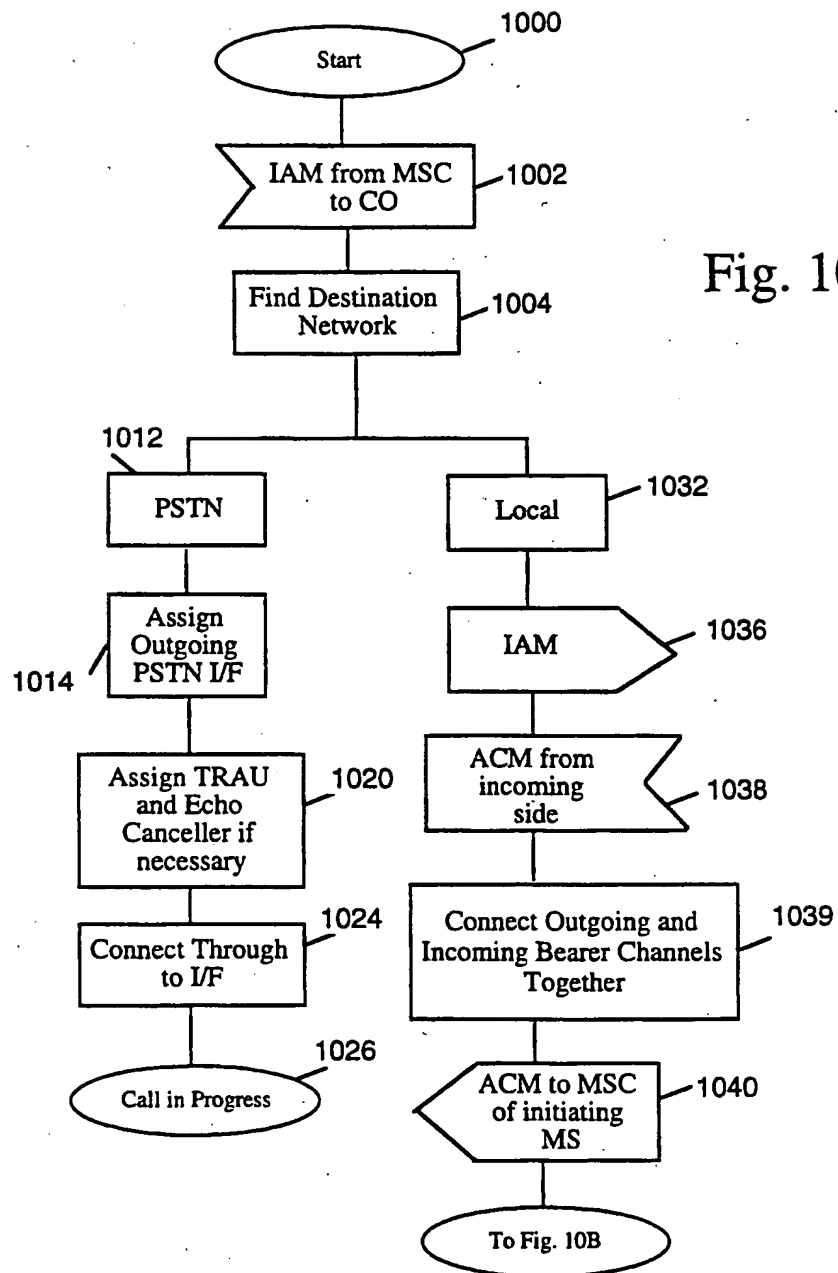 1000
Start
IAM from MSC
to CO
1002
Find Destination
Network
1004
Fig. 10
1012
PSTN
Local
1032
Assign
Outgoing
PSTN I/F
1014
IAM
1036
Assign TRAU
and Echo
Canceller if
necessary
1020
ACM from
incoming
side
1038
Connect Through
to I/F
1024
Connect Outgoing and
Incoming Bearer Channels
Together
1039
Call in Progress
1026
ACM to MSC
of initiating
MS
1040
To Fig. 10B